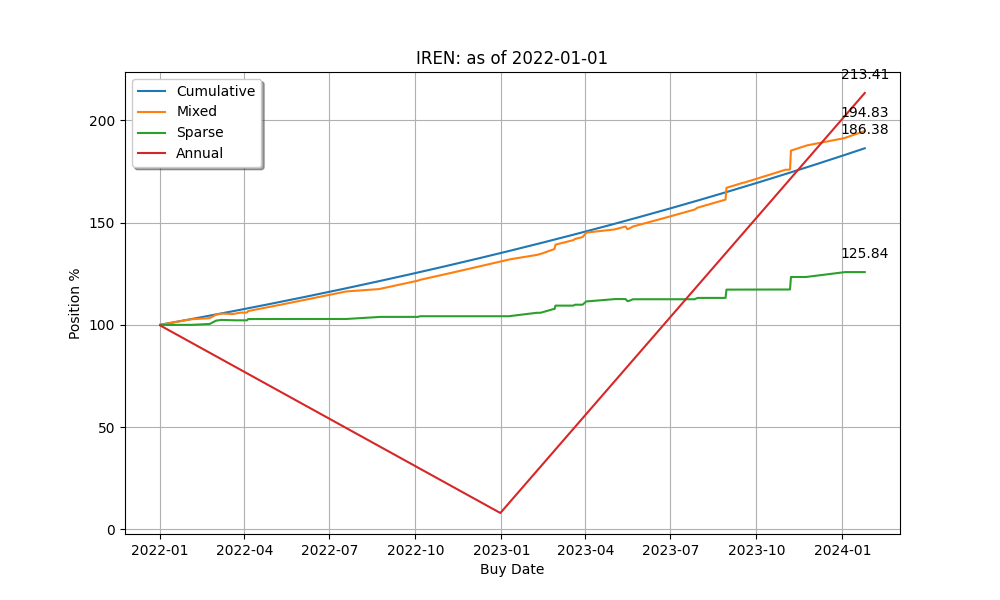 IREN: as of 2022-01-01
Cumulative
Mixed
Sparse
Annual
213.41
194.83
186.38
125.84
Position %
200
150
100
50
0
2022-01 2022-04 2022-07 2022-10 2023-01 2023-04 2023-07 2023-10 2024-01
Buy Date